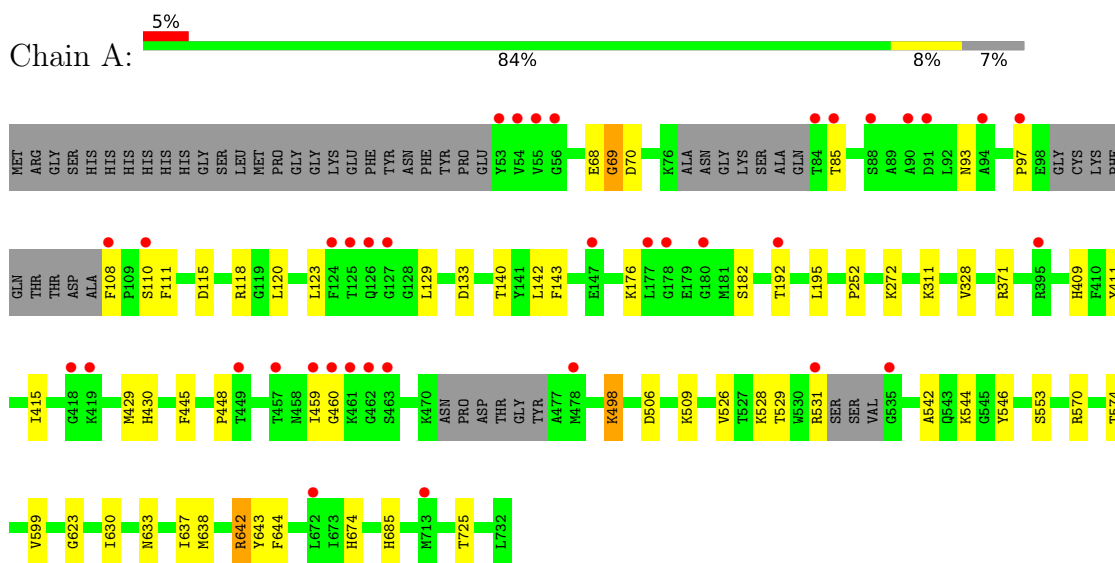 5%
Chain A:
84% 8% 7%
MET ARG GLY SER HIS HIS HIS HIS HIS HIS GLY SER LEU MET PRO GLY GLY LYS GLU PHE TYR ASN PHE TYR PRO GLU Y53 V54 V55 G56 E68 G69 D70 K76 ALA ASN GLY LYS SER ALA GLN T84 T85 S88 A89 A90 D91 L92 N93 A94 P97 E98 GLY CYS LYS PHE
GLN THR THR ASP ALA F108 P109 S110 F111 D115 R118 G119 L120 L123 F124 T125 Q126 G127 G128 L129 D133 T140 Y141 L142 F143 E147 K176 L177 G178 E179 G180 M181 S182 T192 L195 P252 K272 K311 V328 R371 R395 H409 F410 Y411
I415 G418 K419 M429 H430 F445 P448 T449 T457 N458 I459 G460 K461 G462 S463 K470 ASN PRO ASP THR GLY TYR A477 M478 K498 D506 K509 V526 T527 K528 T529 W530 R531 SER SER VAL G535 A542 Q543 K544 G545 Y546 S553 R570 T574
V599 G623 I630 N633 I637 M638 R642 Y643 F644 L672 I673 H674 H685 M713 T725 L732